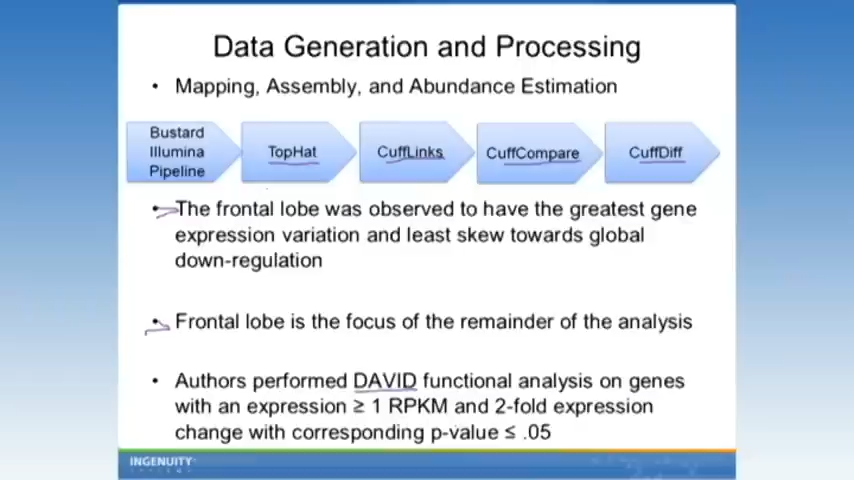 Data Generation and Processing
• Mapping, Assembly, and Abundance Estimation
Bustard
Illumina
Pipeline
TopHat
CuffLinks
CuffCompare
CuffDiff
• The frontal lobe was observed to have the greatest gene
expression variation and least skew towards global
down-regulation
• Frontal lobe is the focus of the remainder of the analysis
• Authors performed DAVID functional analysis on genes
with an expression ≥ 1 RPKM and 2-fold expression
change with corresponding p-value ≤ .05
INGENUITY